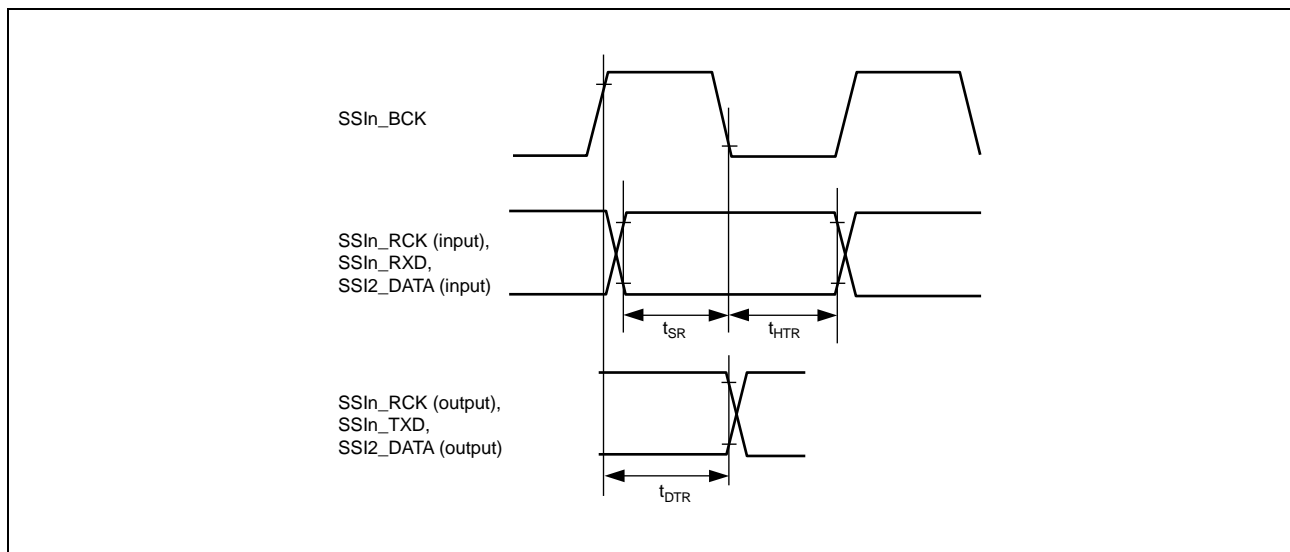 SSIn_BCK
SSIn_RCK (input),
SSIn_RXD,
SSI2_DATA (input)
tSR
tHTR
SSIn_RCK (output),
SSIn_TXD,
SSI2_DATA (output)
tDTR